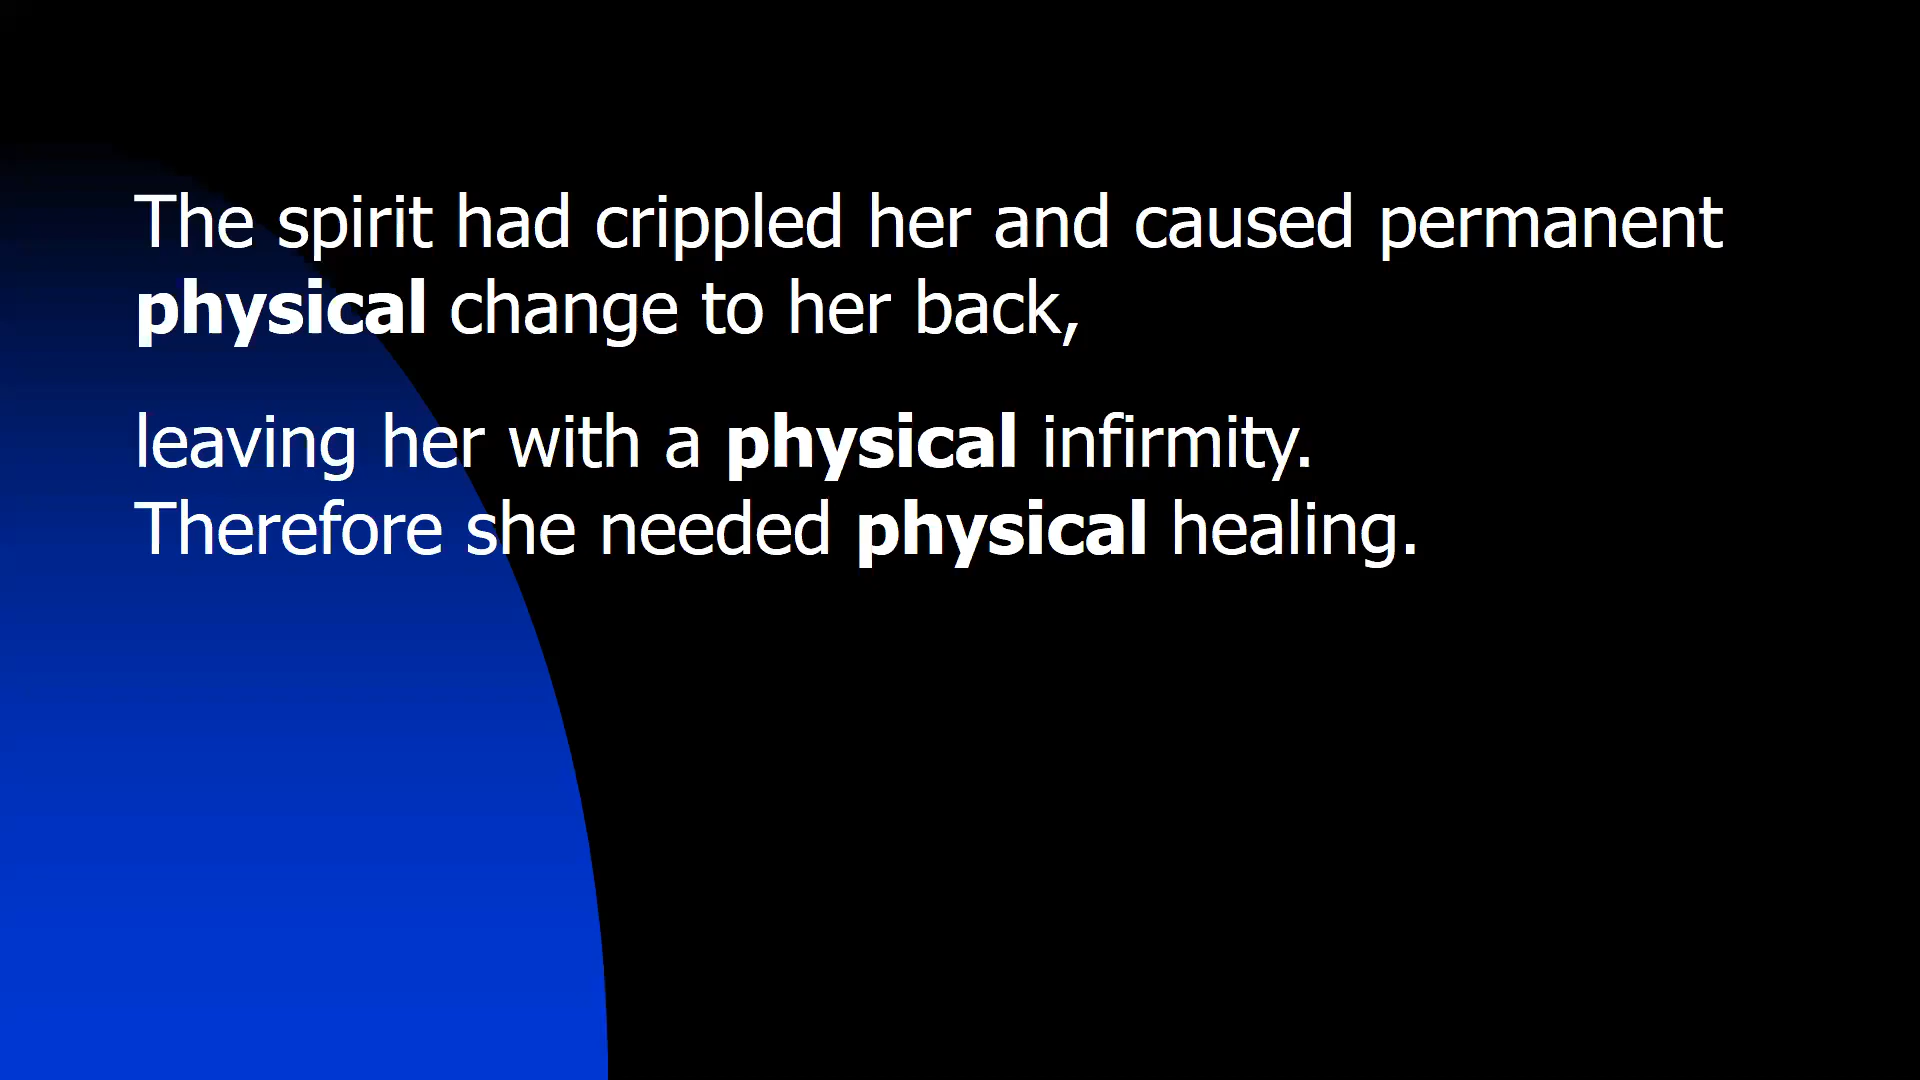 The spirit had crippled her and caused permanent
physical change to her back,
leaving her with a physical infirmity.
Therefore she needed physical healing.